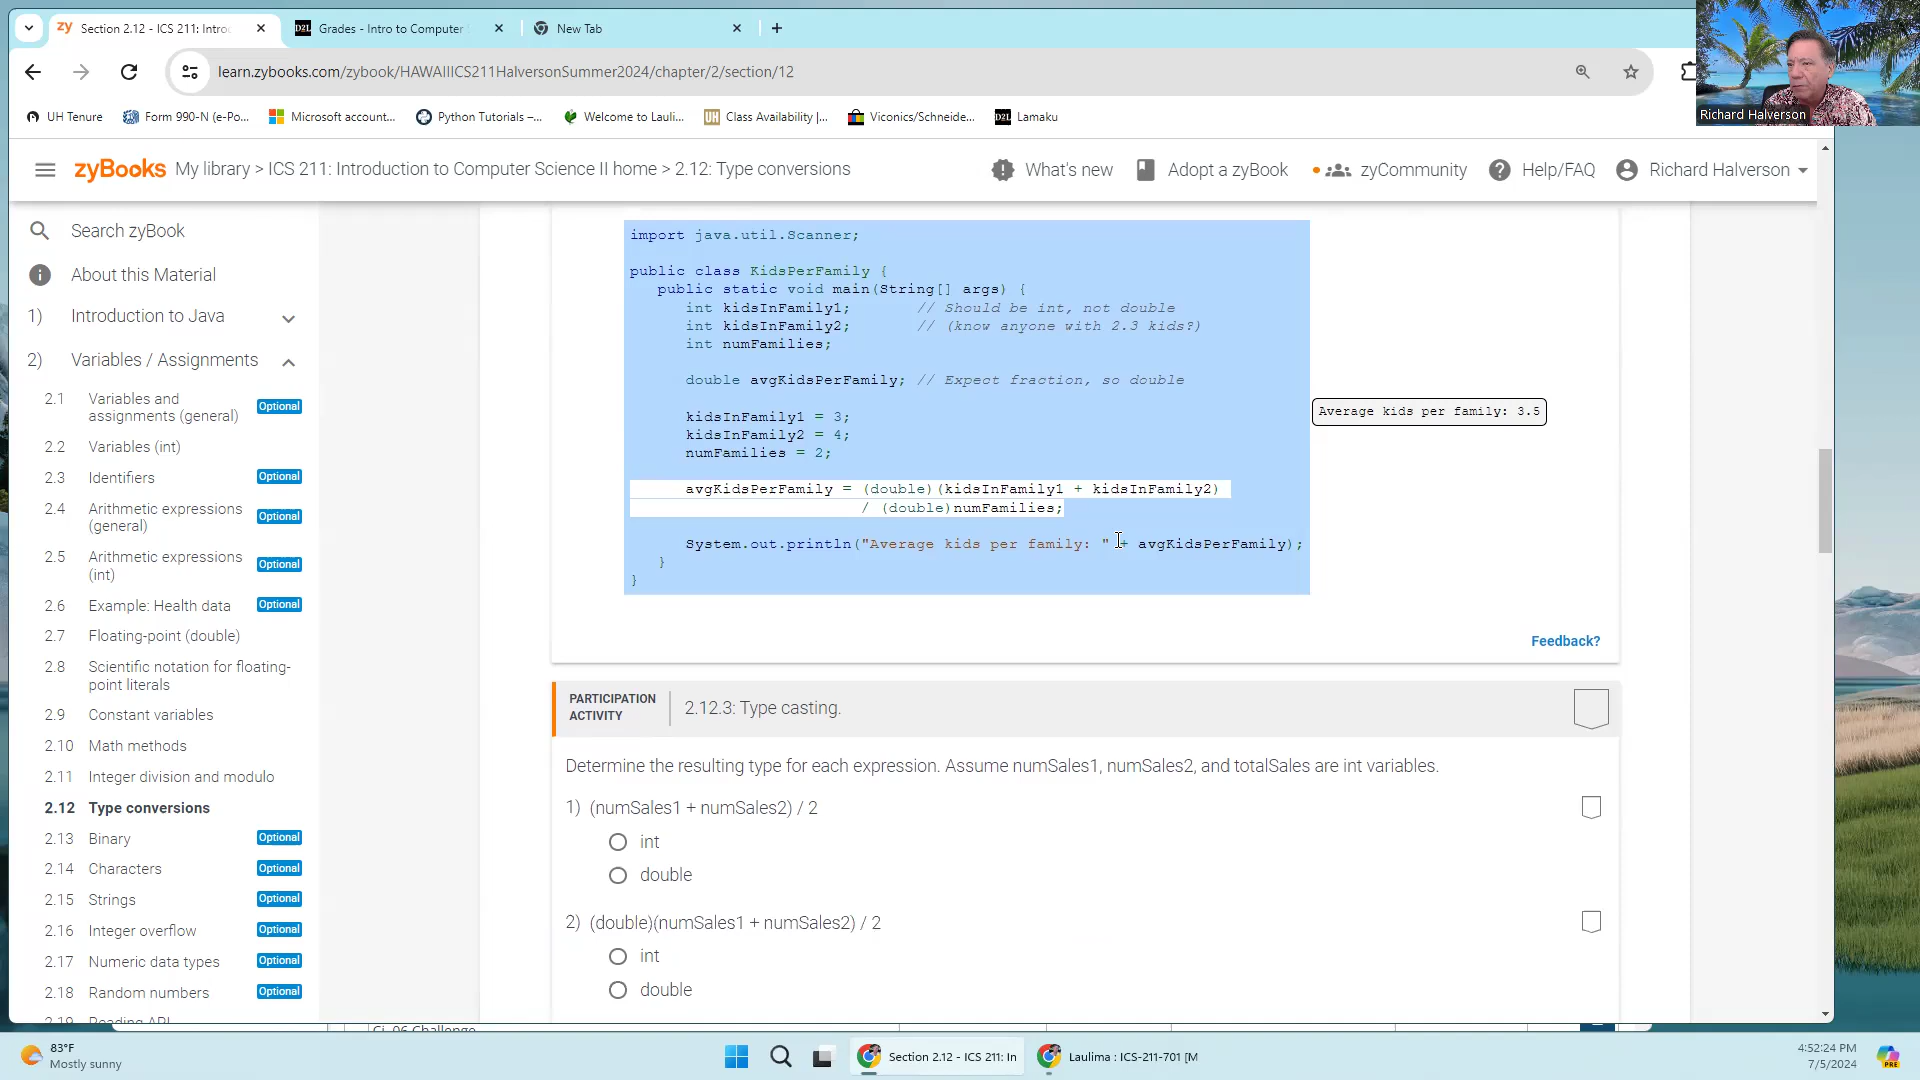 zy Section 2.12 - ICS 211: Intro
D2L Grades - Intro to Computer
New Tab
learn.zybooks.com/zybook/HAWAIIICS211HalversonSummer2024/chapter/2/section/12
UH Tenure
Form 990-N (e-Po...
Microsoft account...
Python Tutorials –...
Welcome to Lauli...
UH Class Availability |...
Viconics/Schneide...
D2L Lamaku
Richard Halverson
zyBooks My library > ICS 211: Introduction to Computer Science II home > 2.12: Type conversions
What's new
Adopt a zyBook
zyCommunity
Help/FAQ
Richard Halverson
Search zyBook
About this Material
1) Introduction to Java
2) Variables / Assignments
2.1 Variables and
assignments (general) Optional
2.2 Variables (int)
2.3 Identifiers Optional
2.4 Arithmetic expressions
(general) Optional
2.5 Arithmetic expressions
(int) Optional
2.6 Example: Health data Optional
2.7 Floating-point (double)
2.8 Scientific notation for floating-
point literals
2.9 Constant variables
2.10 Math methods
2.11 Integer division and modulo
2.12 Type conversions
2.13 Binary Optional
2.14 Characters Optional
2.15 Strings Optional
2.16 Integer overflow Optional
2.17 Numeric data types Optional
2.18 Random numbers Optional
import java.util.Scanner;
public class KidsPerFamily {
public static void main(String[] args) {
int kidsInFamily1; // Should be int, not double
int kidsInFamily2; // (know anyone with 2.3 kids?)
int numFamilies;
double avgKidsPerFamily; // Expect fraction, so double
kidsInFamily1 = 3;
kidsInFamily2 = 4;
numFamilies = 2;
avgKidsPerFamily = (double)(kidsInFamily1 + kidsInFamily2)
/ (double)numFamilies;
System.out.println("Average kids per family: " + avgKidsPerFamily);
}
}
Average kids per family: 3.5
Feedback?
PARTICIPATION
ACTIVITY
2.12.3: Type casting.
Determine the resulting type for each expression. Assume numSales1, numSales2, and totalSales are int variables.
1) (numSales1 + numSales2) / 2
int
double
2) (double)(numSales1 + numSales2) / 2
int
double
83°F
Mostly sunny
Section 2.12 - ICS 211: In
Laulima : ICS-211-701 [M
4:52:24 PM
7/5/2024
PRE